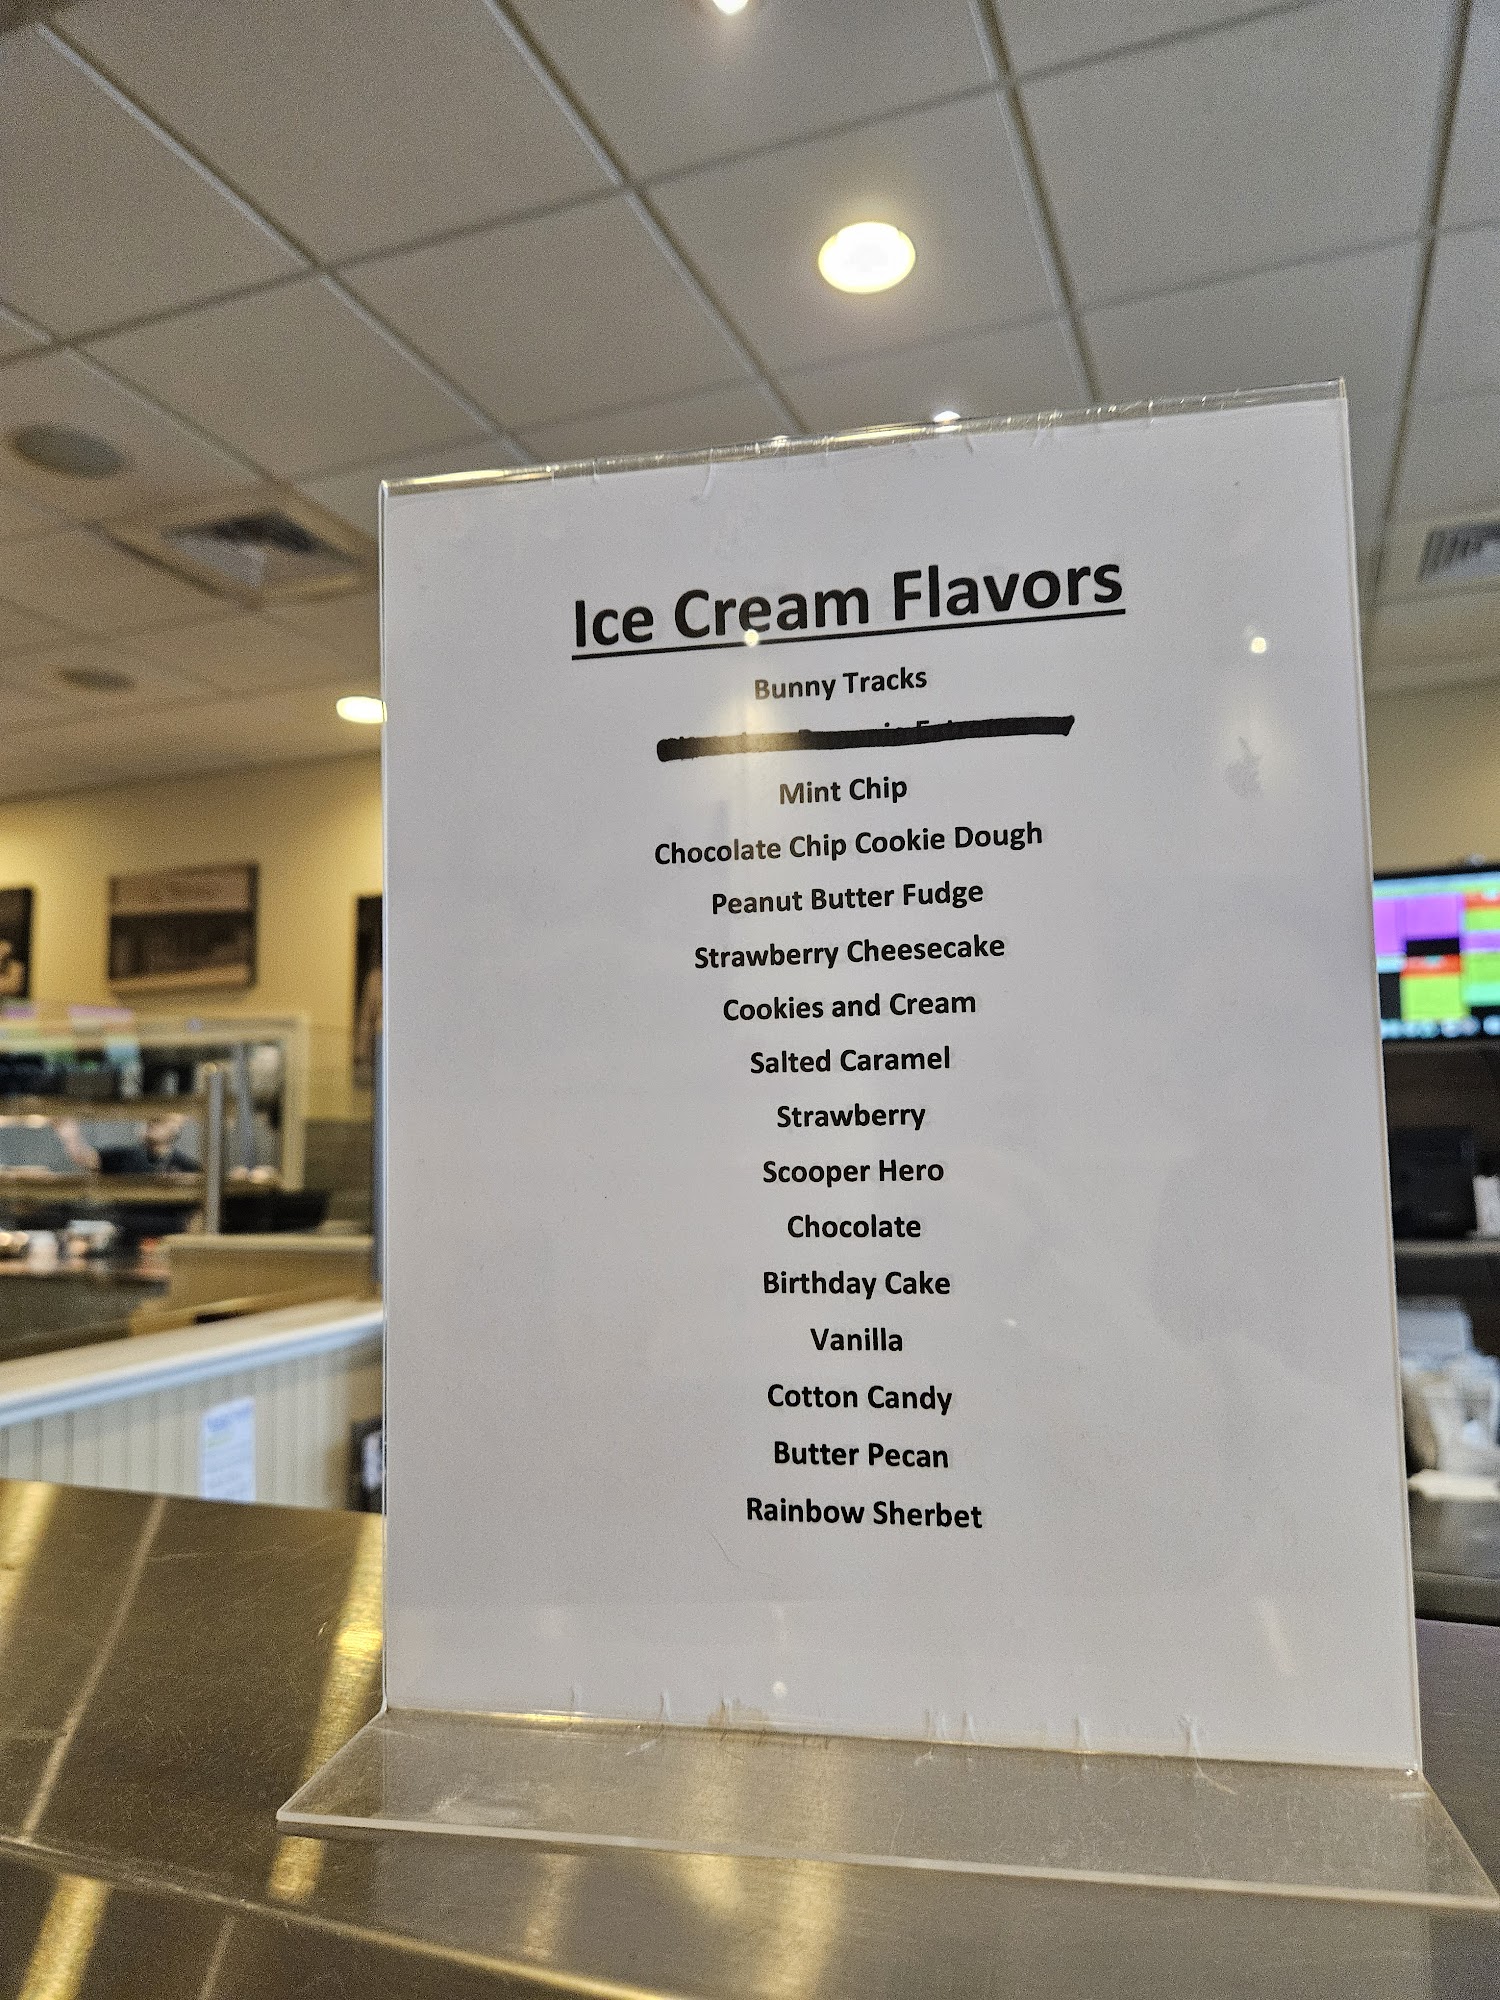 Ice Cream Flavors
Bunny Tracks
Mint Chip
Chocolate Chip Cookie Dough
Peanut Butter Fudge
Strawberry Cheesecake
Cookies and Cream
Salted Caramel
Strawberry
Scooper Hero
Chocolate
Birthday Cake
Vanilla
Cotton Candy
Butter Pecan
Rainbow Sherbet